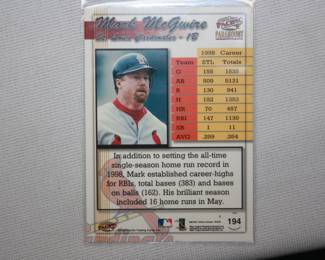 Mark McGwire
St. Louis Cardinals - 1B
PARAMOUNT
1998 Career
Team STL Totals
G 155 1535
AB 509 5131
R 130 941
H 152 1353
HR 70 457
RBI 147 1130
SB 1 11
AVG .299 .264
In addition to setting the all-time
single-season home run record in
1998, Mark established career-highs
for RBIs, total bases (383) and bases
on balls (162). His brilliant season
included 16 home runs in May.
194